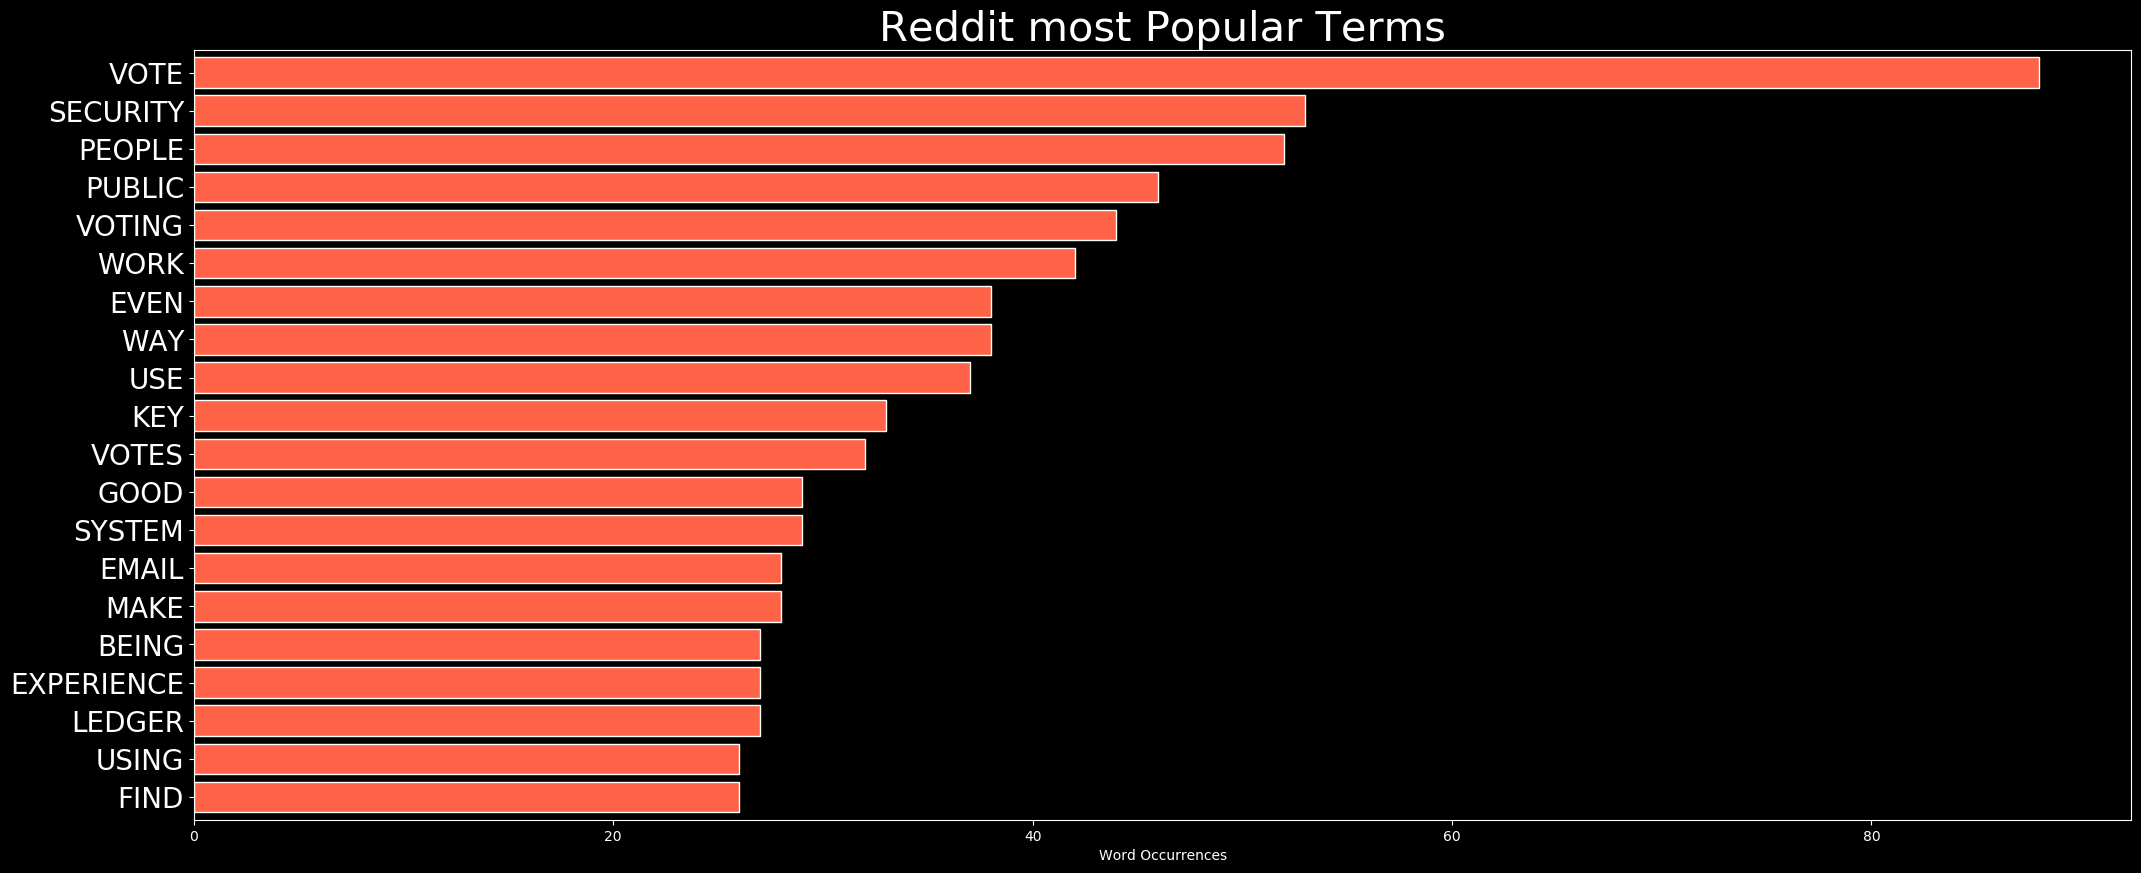 Reddit most Popular Terms
VOTE
SECURITY
PEOPLE
PUBLIC
VOTING
WORK
EVEN
WAY
USE
KEY
VOTES
GOOD
SYSTEM
EMAIL
MAKE
BEING
EXPERIENCE
LEDGER
USING
FIND
0 20 40 60 80
Word Occurrences